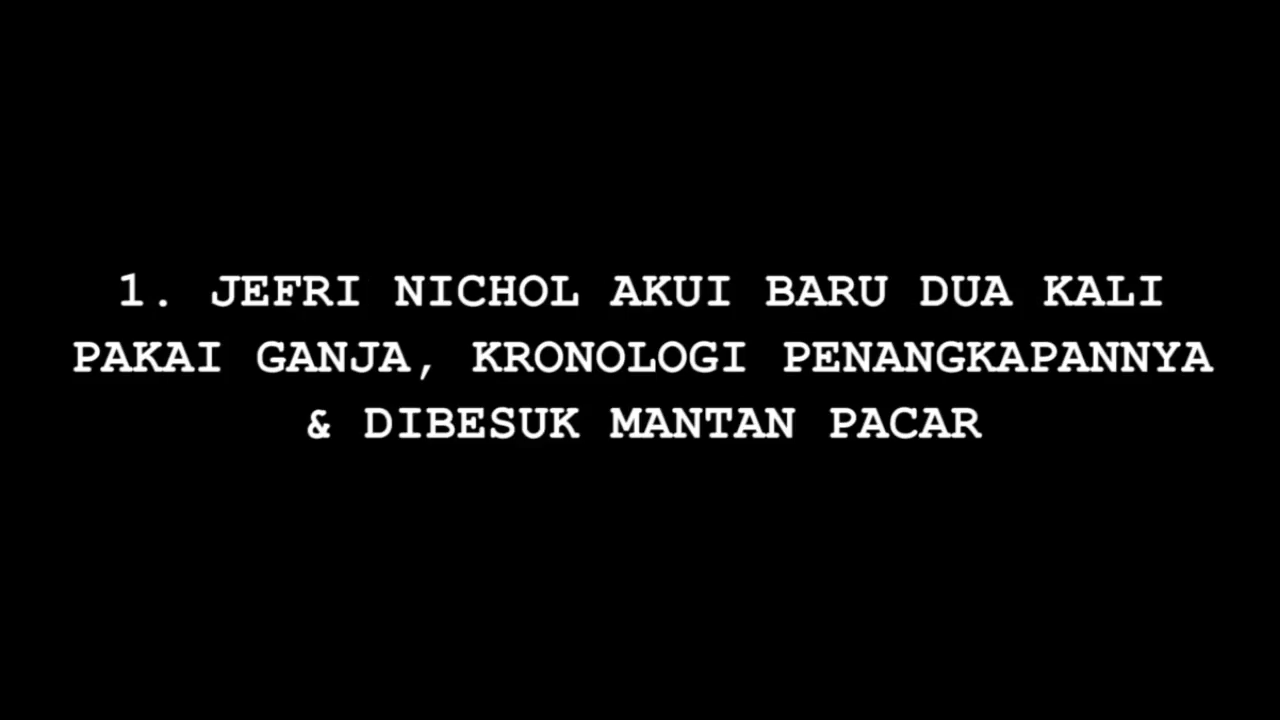 1. JEFRI NICHOL AKUI BARU DUA KALI
PAKAI GANJA, KRONOLOGI PENANGKAPANNYA
& DIBESUK MANTAN PACAR